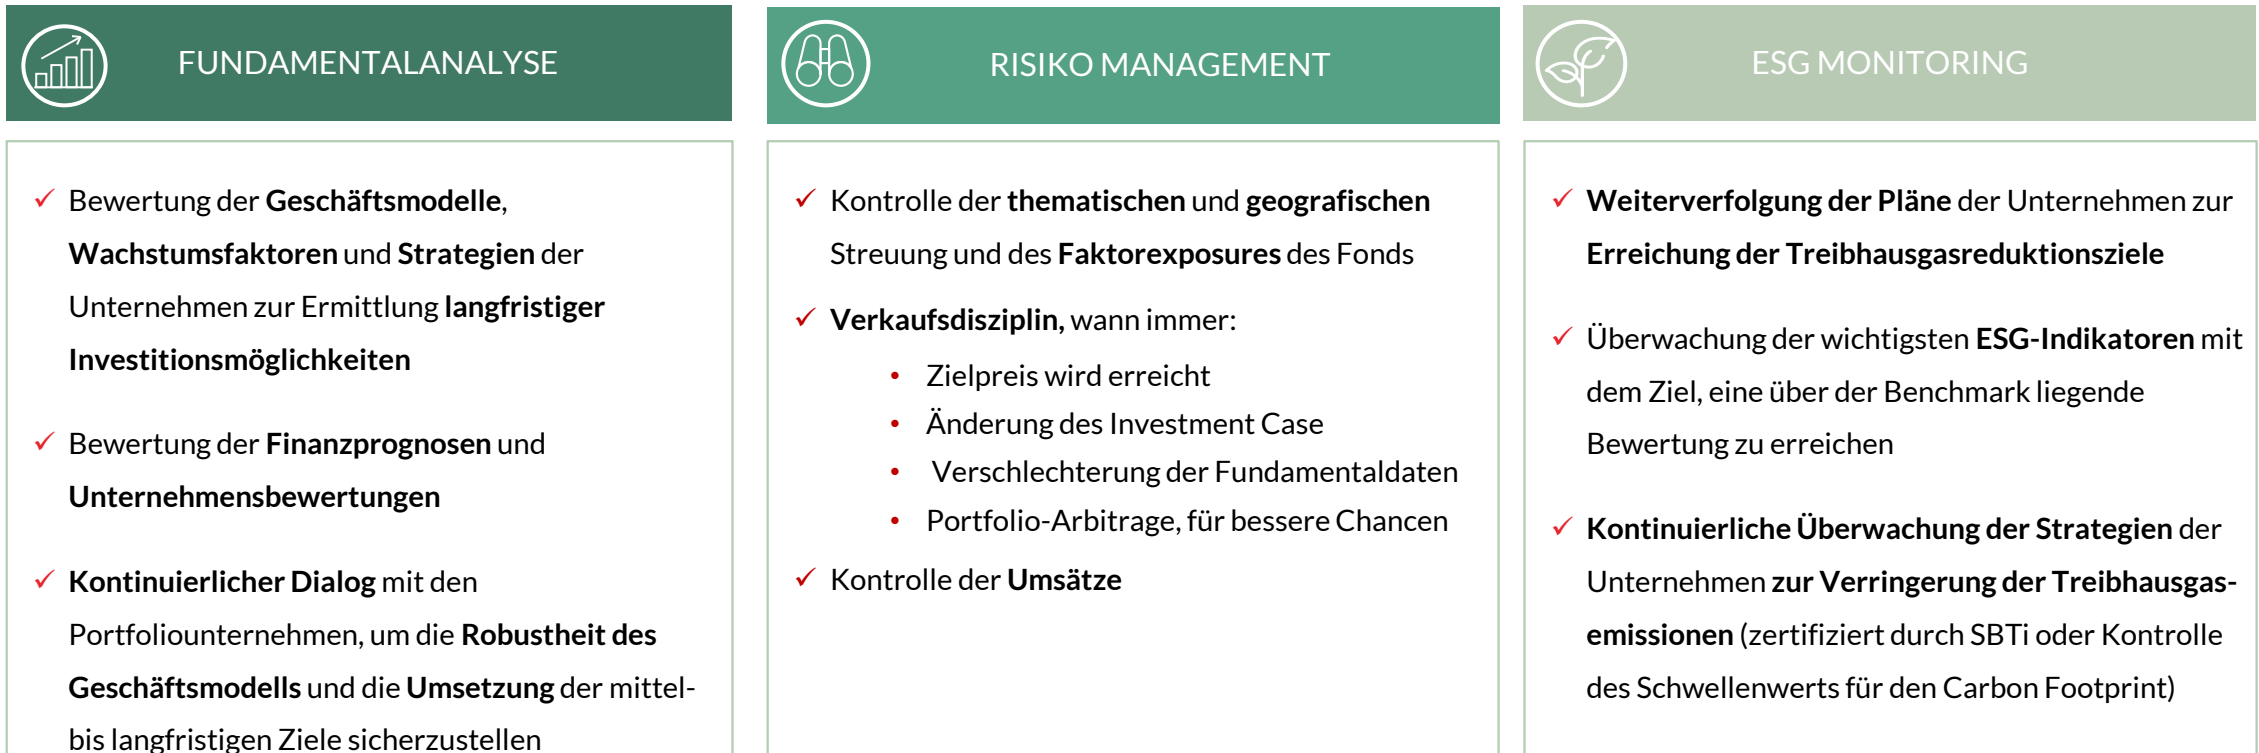 FUNDAMENTALANALYSE
Bewertung der Geschäftsmodelle,
Wachstumsfaktoren und Strategien der
Unternehmen zur Ermittlung langfristiger
Investitionsmöglichkeiten
Bewertung der Finanzprognosen und
Unternehmensbewertungen
Kontinuierlicher Dialog mit den
Portfoliounternehmen, um die Robustheit des
Geschäftsmodells und die Umsetzung der mittel-
bis langfristigen Ziele sicherzustellen
RISIKO MANAGEMENT
Kontrolle der thematischen und geografischen
Streuung und des Faktorexposures des Fonds
Verkaufsdisziplin, wann immer:
Zielpreis wird erreicht
Änderung des Investment Case
Verschlechterung der Fundamentaldaten
Portfolio-Arbitrage, für bessere Chancen
Kontrolle der Umsätze
ESG MONITORING
Weiterverfolgung der Pläne der Unternehmen zur
Erreichung der Treibhausgasreduktionsziele
Überwachung der wichtigsten ESG-Indikatoren mit
dem Ziel, eine über der Benchmark liegende
Bewertung zu erreichen
Kontinuierliche Überwachung der Strategien der
Unternehmen zur Verringerung der Treibhausgas-
emissionen (zertifiziert durch SBTi oder Kontrolle
des Schwellenwerts für den Carbon Footprint)